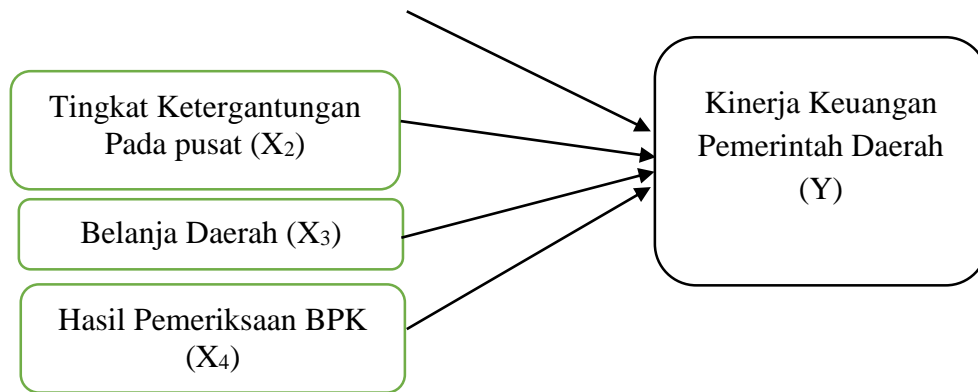 Tingkat Ketergantungan
Pada pusat (X₂)
Belanja Daerah (X₃)
Hasil Pemeriksaan BPK
(X₄)
Kinerja Keuangan
Pemerintah Daerah
(Y)